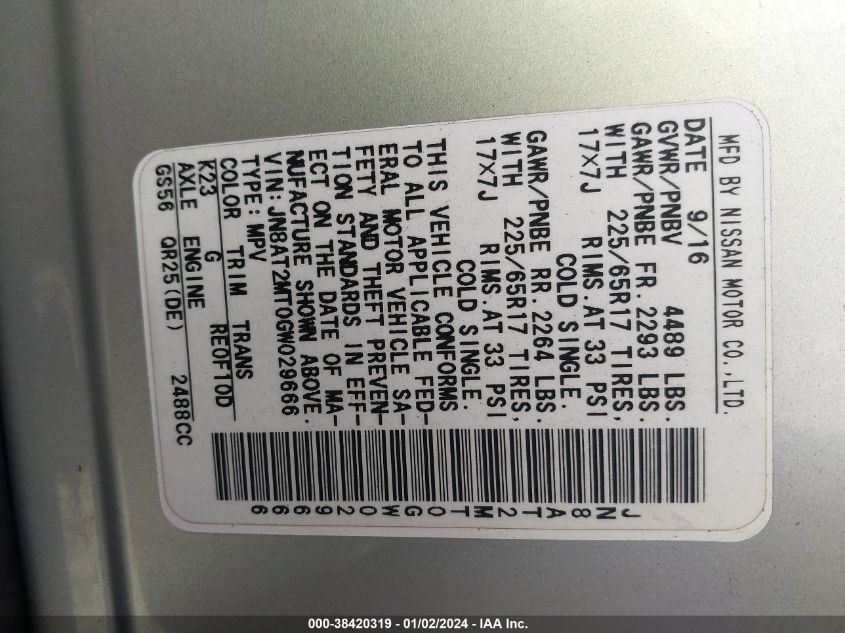 MFD BY NISSAN MOTOR CO.,LTD.
DATE 9/16
GVWR/PNBV 4489 LBS.
GAWR/PNBE FR. 2293 LBS.
WITH 225/65R17 TIRES,
17X7J RIMS.AT 33 PSI
COLD SINGLE.
GAWR/PNBE RR. 2264 LBS.
WITH 225/65R17 TIRES,
17X7J RIMS.AT 33 PSI
COLD SINGLE.
THIS VEHICLE CONFORMS
TO ALL APPLICABLE FED-
ERAL MOTOR VEHICLE SA-
FETY AND THEFT PREVEN-
TION STANDARDS IN EFF-
ECT ON THE DATE OF MA-
NUFACTURE SHOWN ABOVE.
VIN: JN8AT2MT0GW029666
TYPE: MPV
COLOR TRIM TRANS
K23 G RE0F10D
AXLE ENGINE
GS56 QR25(DE) 2488CC
JN8AT2MT0GW029666
000-38420319 - 01/02/2024 - IAA Inc.